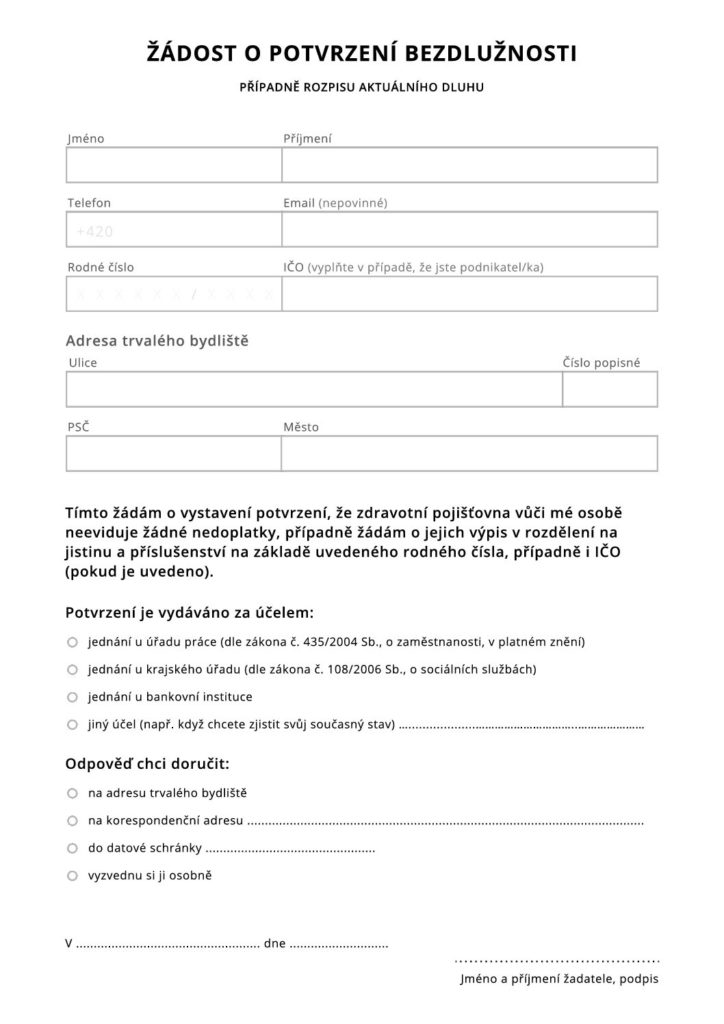 ŽÁDOST O POTVRZENÍ BEZDLUŽNOSTI
PŘÍPADNĚ ROZPISU AKTUÁLNÍHO DLUHU
Jméno Příjmení
Telefon Email (nepovinné)
+420
Rodné číslo IČO (vyplňte v případě, že jste podnikatel/ka)
X X X X X X / X X X X
Adresa trvalého bydliště
Ulice Číslo popisné
PSČ Město
Tímto žádám o vystavení potvrzení, že zdravotní pojišťovna vůči mé osobě
neeviduje žádné nedoplatky, případně žádám o jejich výpis v rozdělení na
jistinu a příslušenství na základě uvedeného rodného čísla, případně i IČO
(pokud je uvedeno).
Potvrzení je vydáváno za účelem:
jednání u úřadu práce (dle zákona č. 435/2004 Sb., o zaměstnanosti, v platném znění)
jednání u krajského úřadu (dle zákona č. 108/2006 Sb., o sociálních službách)
jednání u bankovní instituce
jiný účel (např. když chcete zjistit svůj současný stav) ......................................................................
Odpověď chci doručit:
na adresu trvalého bydliště
na korespondenční adresu ................................................................................................................
do datové schránky ................................................
vyzvednu si ji osobně
V .................................................... dne ............................
......................................
Jméno a příjmení žadatele, podpis